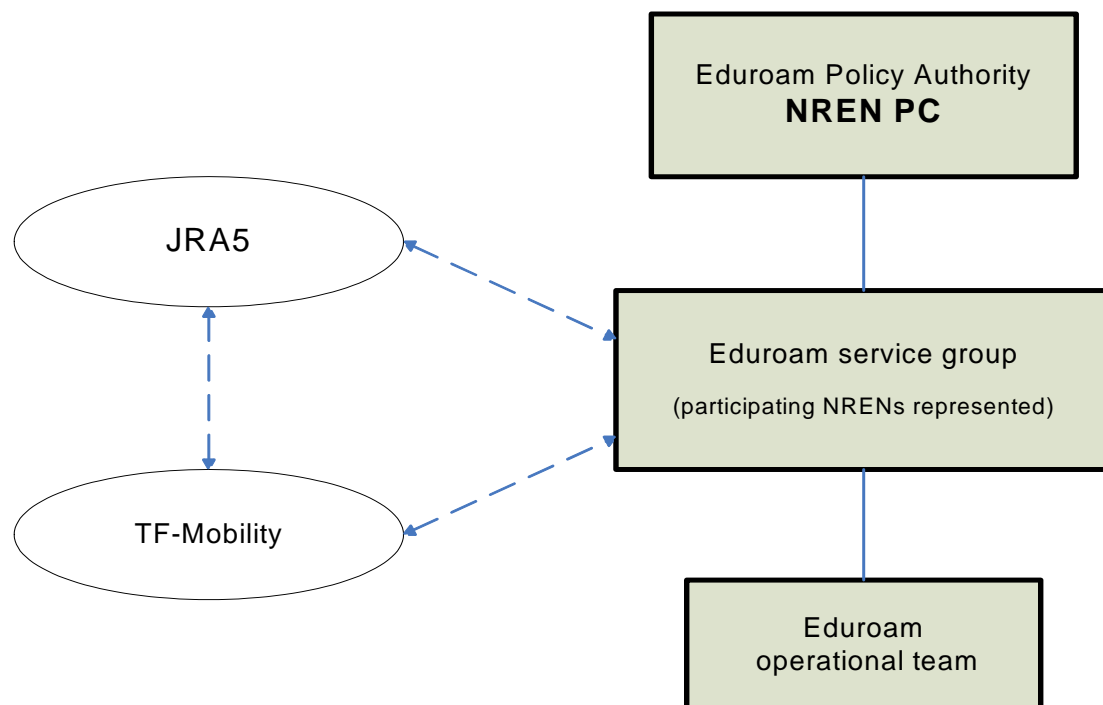 Eduroam Policy Authority
NREN PC
JRA5
Eduroam service group
(participating NRENs represented)
TF-Mobility
Eduroam
operational team